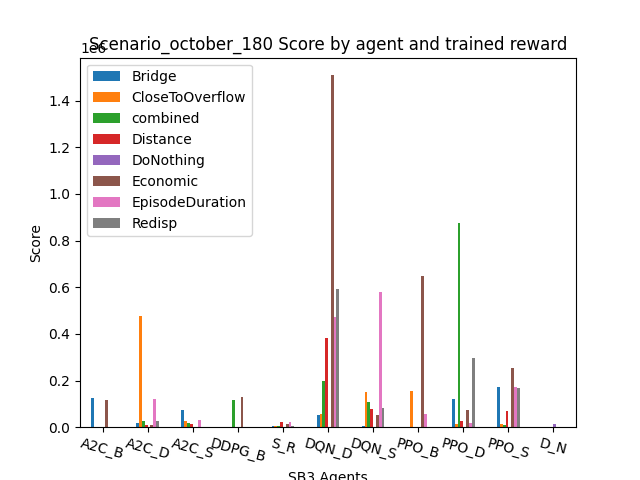 Scenario_october_180 Score by agent and trained reward
1e6
Bridge
CloseToOverflow
combined
Distance
DoNothing
Economic
EpisodeDuration
Redisp
Score
1.4
1.2
1.0
0.8
0.6
0.4
0.2
0.0
A2C_B A2C_D A2C_S DDPG_B S_R DQN_D DQN_S PPO_B PPO_D PPO_S D_N
SB3 Agents